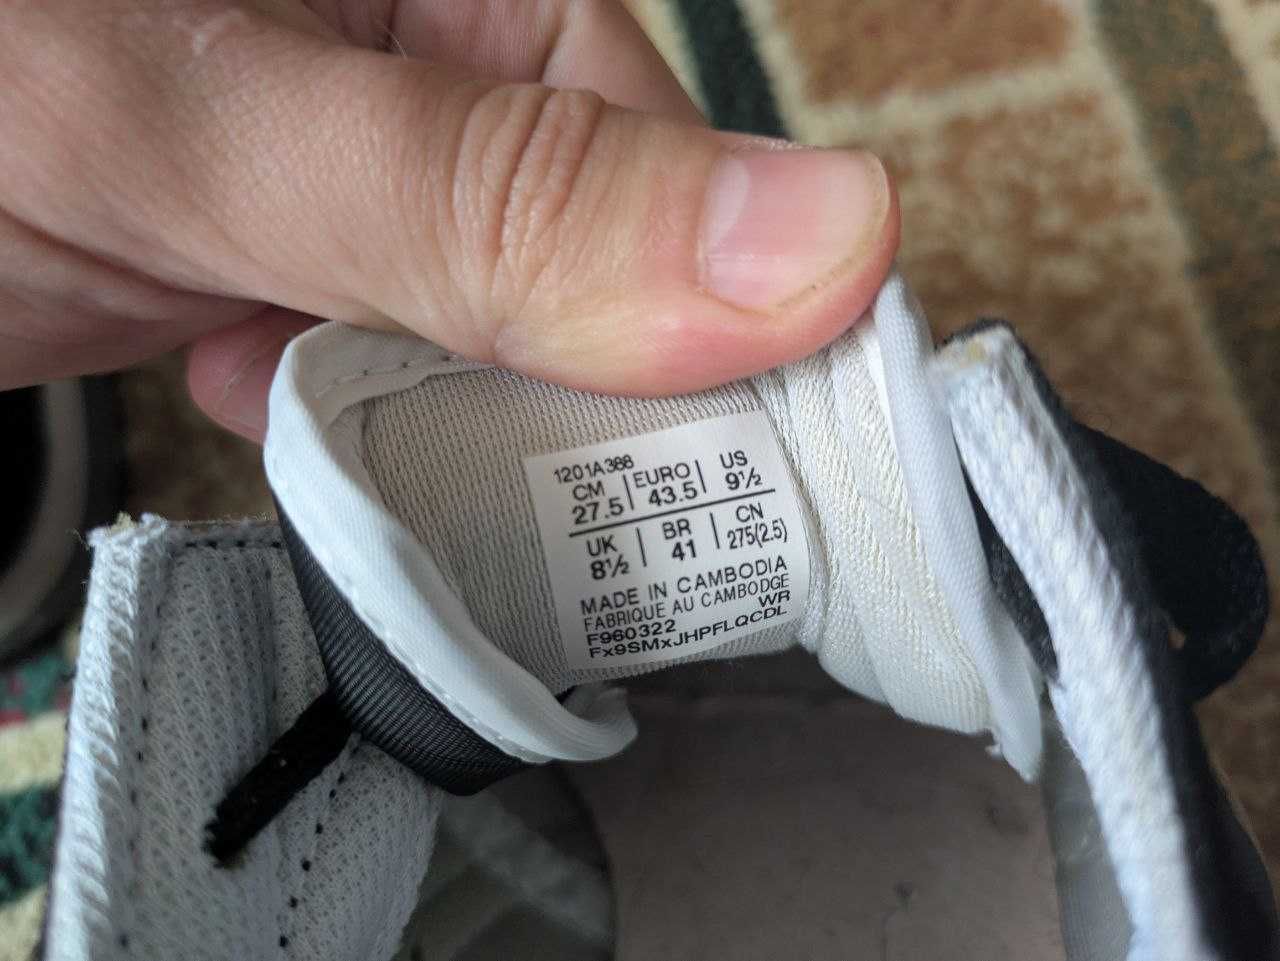 1201A388
CM 27.5 | EURO 43.5 | US 9½
UK 8½ | BR 41 | CN 275(2.5)
MADE IN CAMBODIA
FABRIQUE AU CAMBODGE
F960322 WR
Fx9SMxJHPFLQCDL